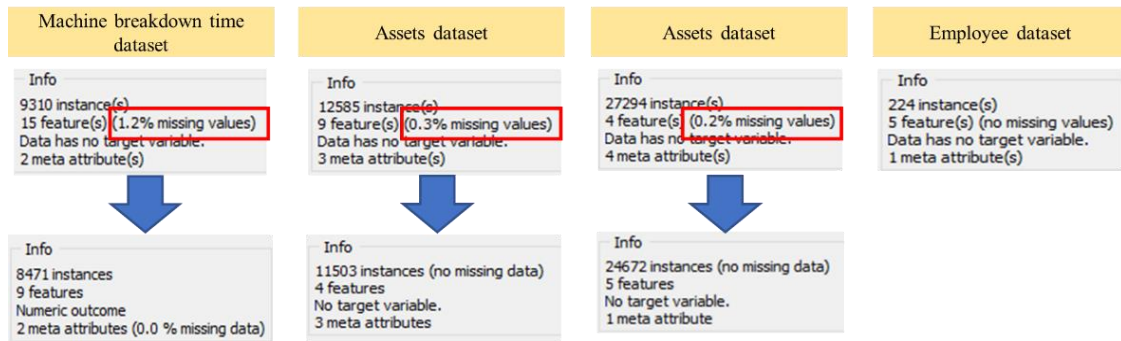 Machine breakdown time
dataset
Info
9310 instance(s)
15 feature(s) (1.2% missing values)
Data has no target variable.
2 meta attribute(s)
Info
8471 instances
9 features
Numeric outcome
2 meta attributes (0.0 % missing data)
Assets dataset
Info
12585 instance(s)
9 feature(s) (0.3% missing values)
Data has no target variable.
3 meta attribute(s)
Info
11503 instances (no missing data)
4 features
No target variable.
3 meta attributes
Assets dataset
Info
27294 instance(s)
4 feature(s) (0.2% missing values)
Data has no target variable.
4 meta attribute(s)
Info
24672 instances (no missing data)
5 features
No target variable.
1 meta attribute
Employee dataset
Info
224 instance(s)
5 feature(s) (no missing values)
Data has no target variable.
1 meta attribute(s)